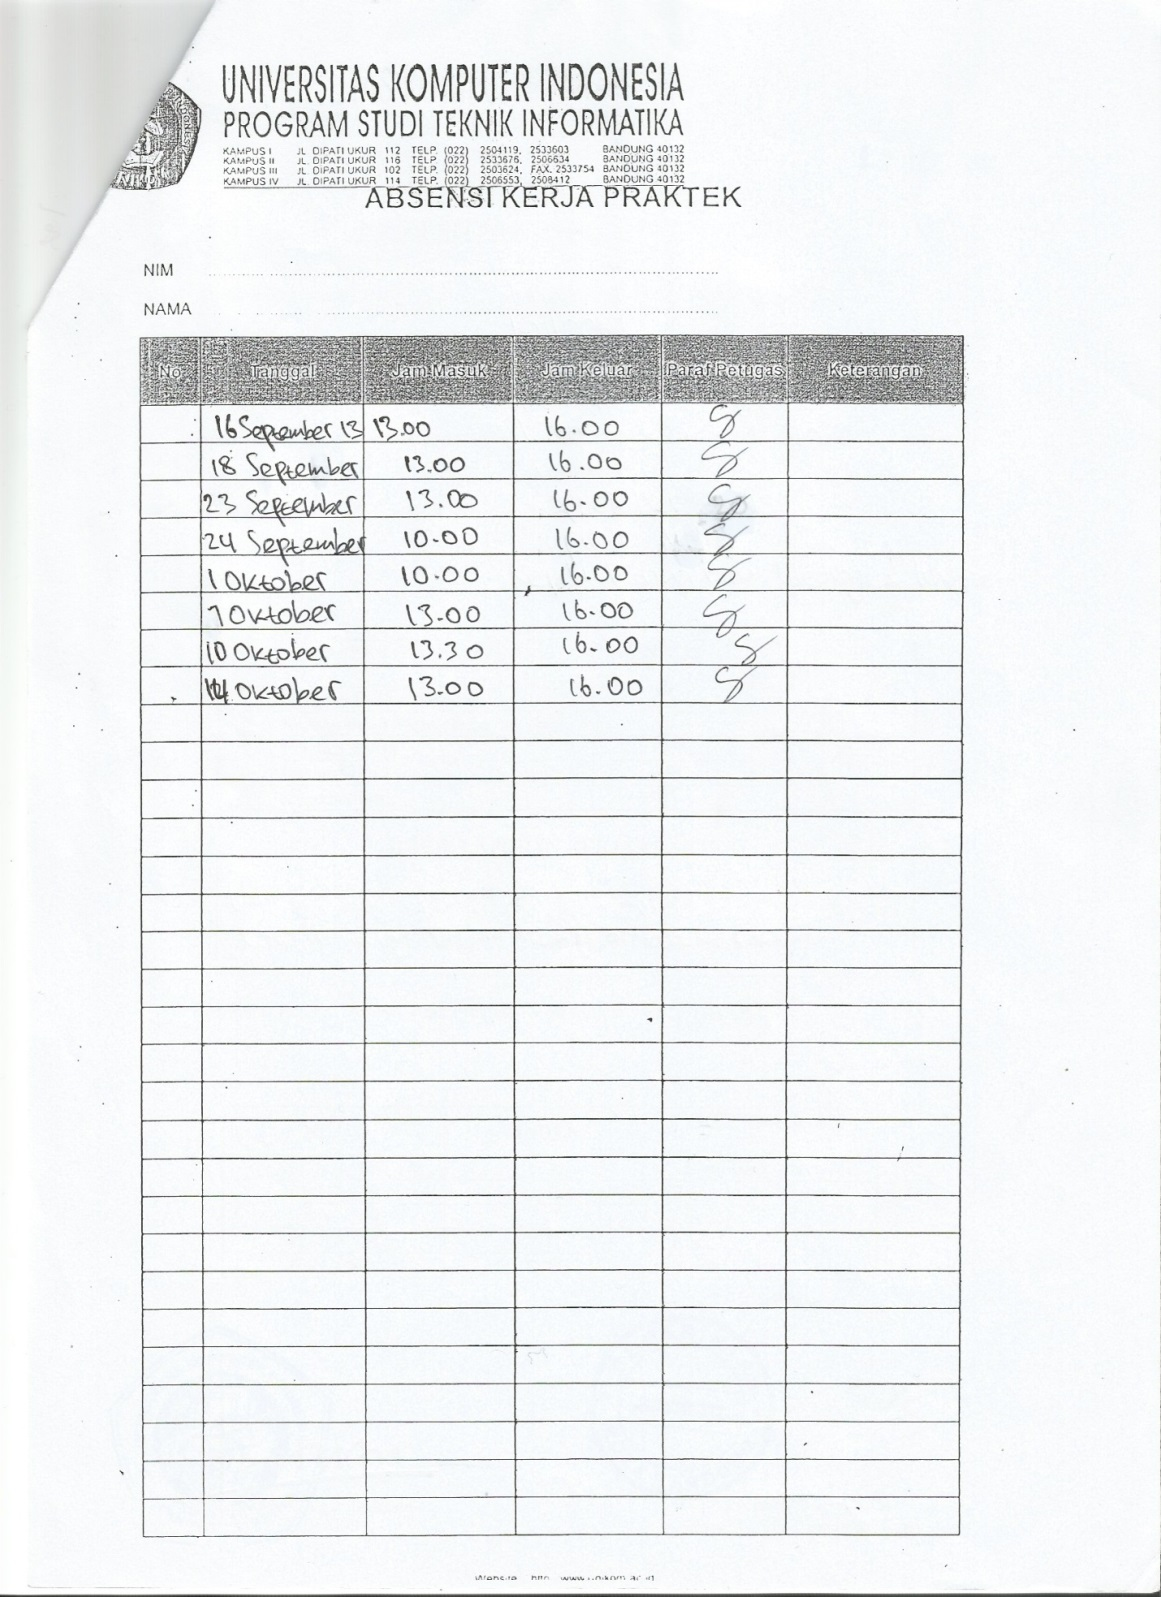 UNIVERSITAS KOMPUTER INDONESIA
PROGRAM STUDI TEKNIK INFORMATIKA
KAMPUS I JL. DIPATI UKUR 112 TELP. (022) 2504119, 2533603 BANDUNG 40132
KAMPUS II JL. DIPATI UKUR 116 TELP. (022) 2533676, 2506634 BANDUNG 40132
KAMPUS III JL. DIPATI UKUR 102 TELP. (022) 2503624, FAX. 2533754 BANDUNG 40132
KAMPUS IV JL. DIPATI UKUR 114 TELP. (022) 2506553, 2508412 BANDUNG 40132
ABSENSI KERJA PRAKTEK
NIM
NAMA
No Tanggal Jam Masuk Jam Keluar Paraf Petugas Keterangan
16 September 13 13.00 16.00
18 September 13.00 16.00
23 September 13.00 16.00
24 September 10.00 16.00
1 Oktober 10.00 16.00
7 Oktober 13.00 16.00
10 Oktober 13.30 16.00
14 Oktober 13.00 16.00
Website http www.unikom.ac.id